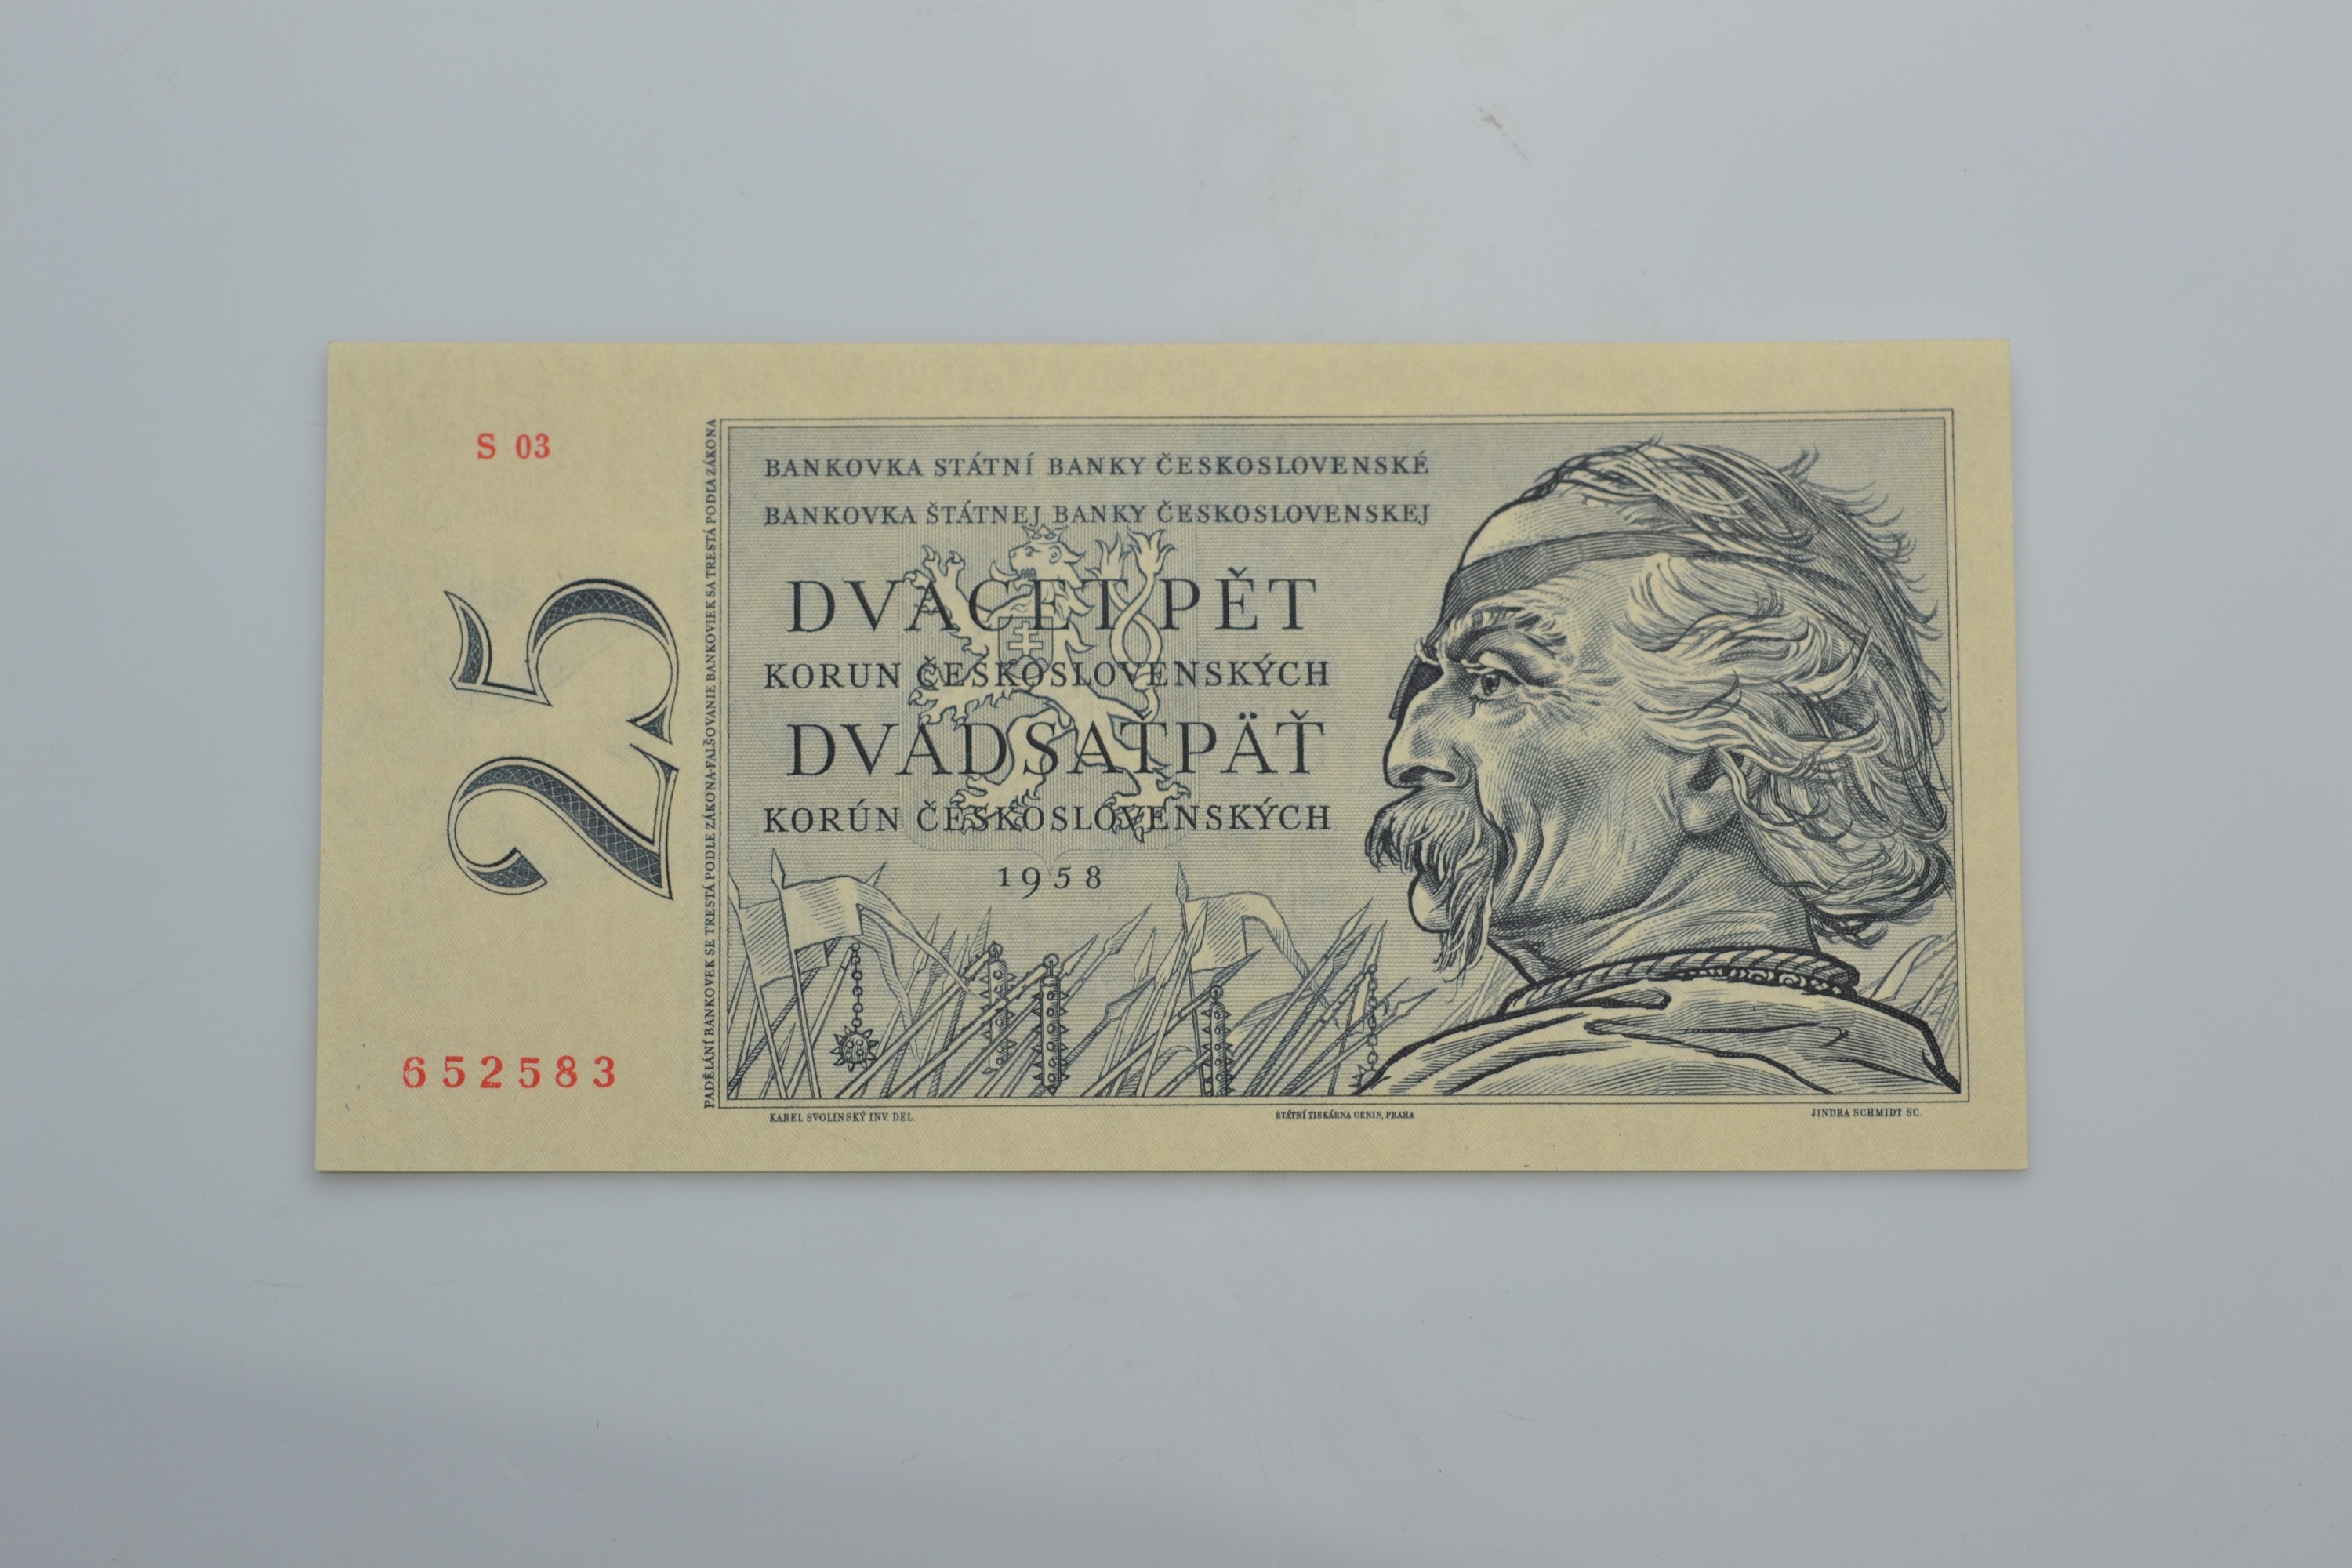 S 03
25
652583
PADĚLÁNÍ BANKOVEK SE TRESTÁ PODLE ZÁKONA-FALŠOVANIE BANKOVIEK SA TRESTÁ PODĽA ZÁKONA
BANKOVKA STÁTNÍ BANKY ČESKOSLOVENSKÉ
BANKOVKA ŠTÁTNEJ BANKY ČESKOSLOVENSKEJ
DVACET PĚT
KORUN ČESKOSLOVENSKÝCH
DVADSAŤPÄŤ
KORÚN ČESKOSLOVENSKÝCH
1958
KAREL SVOLINSKÝ INV. DEL.
STÁTNÍ TISKÁRNA CENIN, PRAHA
JINDRA SCHMIDT SC.